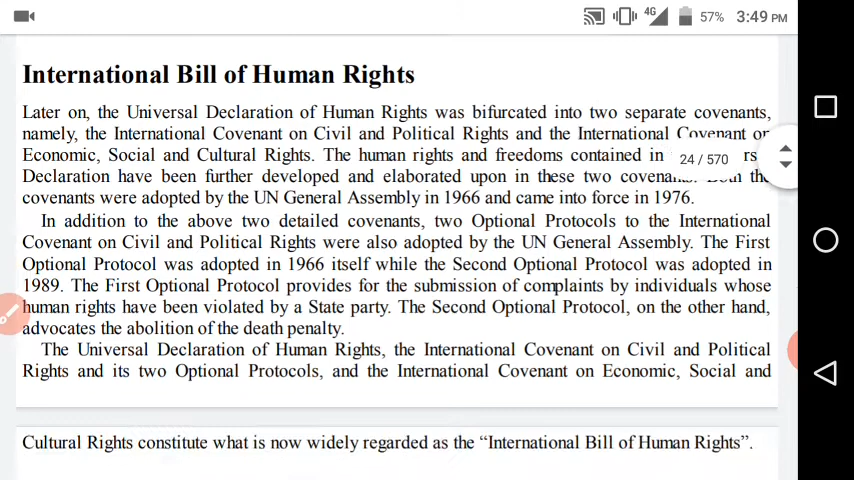 4G 57% 3:49 PM
International Bill of Human Rights
Later on, the Universal Declaration of Human Rights was bifurcated into two separate covenants,
namely, the International Covenant on Civil and Political Rights and the International Covenant on
Economic, Social and Cultural Rights. The human rights and freedoms contained in
24 / 570
Declaration have been further developed and elaborated upon in these two covenants. Both the
covenants were adopted by the UN General Assembly in 1966 and came into force in 1976.
In addition to the above two detailed covenants, two Optional Protocols to the International
Covenant on Civil and Political Rights were also adopted by the UN General Assembly. The First
Optional Protocol was adopted in 1966 itself while the Second Optional Protocol was adopted in
1989. The First Optional Protocol provides for the submission of complaints by individuals whose
human rights have been violated by a State party. The Second Optional Protocol, on the other hand,
advocates the abolition of the death penalty.
The Universal Declaration of Human Rights, the International Covenant on Civil and Political
Rights and its two Optional Protocols, and the International Covenant on Economic, Social and
Cultural Rights constitute what is now widely regarded as the “International Bill of Human Rights”.